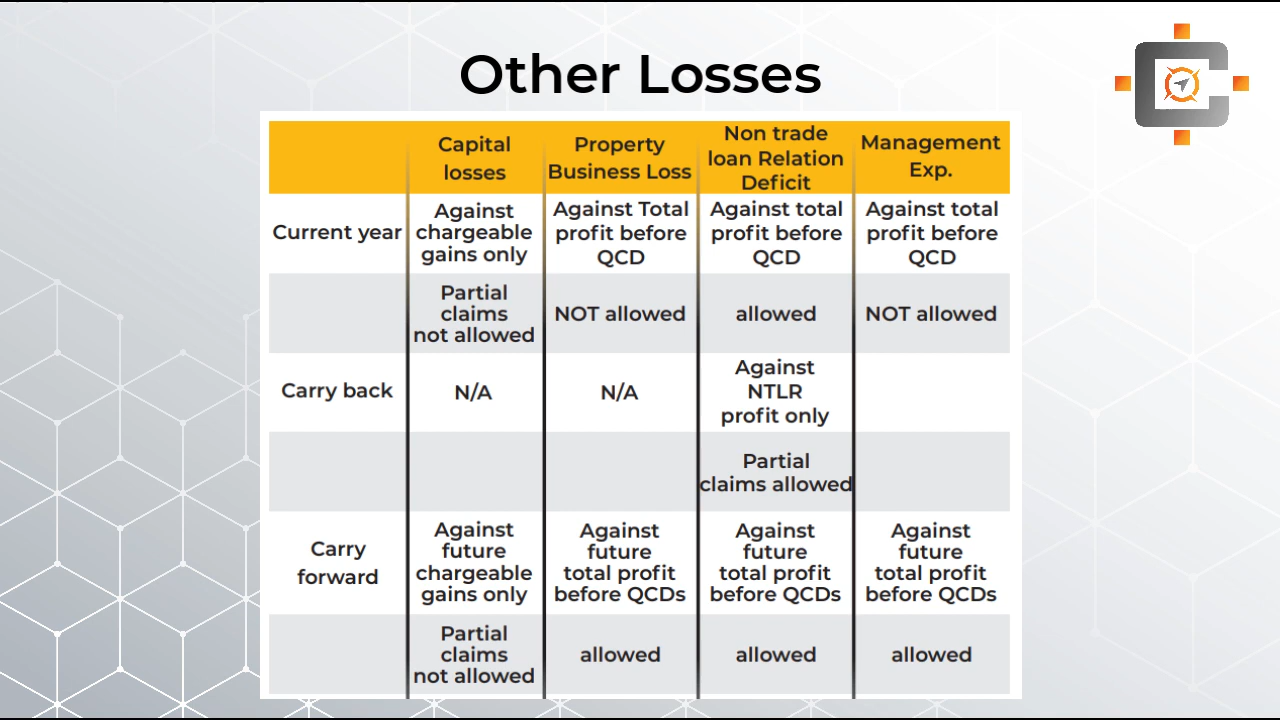 Other Losses
Capital
losses
Property
Business Loss
Non trade
loan Relation
Deficit
Management
Exp.
Current year
Against
chargeable
gains only
Against Total
profit before
QCD
Against total
profit before
QCD
Against total
profit before
QCD
Partial
claims
not allowed
NOT allowed
allowed
NOT allowed
Carry back
N/A
N/A
Against
NTLR
profit only
Partial
claims allowed
Carry
forward
Against
future
chargeable
gains only
Against
future
total profit
before QCDs
Against
future
total profit
before QCDs
Against
future
total profit
before QCDs
Partial
claims
not allowed
allowed
allowed
allowed